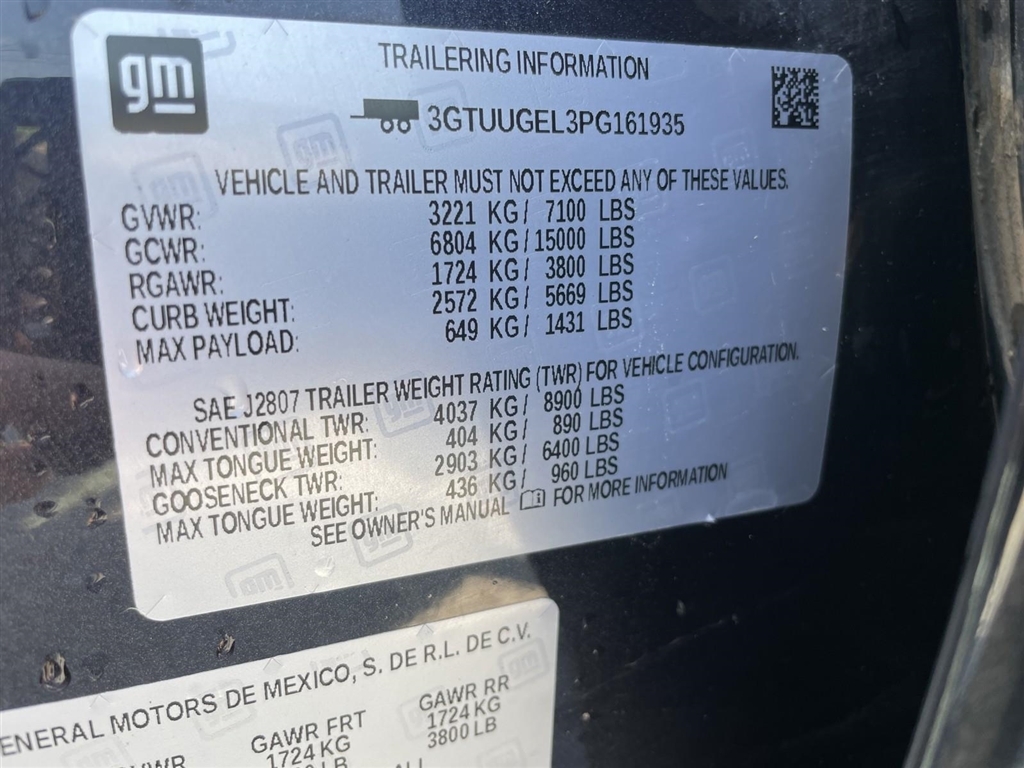 gm
TRAILERING INFORMATION
3GTUUGEL3PG161935
VEHICLE AND TRAILER MUST NOT EXCEED ANY OF THESE VALUES.
GVWR: 3221 KG/ 7100 LBS
GCWR: 6804 KG/ 15000 LBS
RGAWR: 1724 KG/ 3800 LBS
CURB WEIGHT: 2572 KG/ 5669 LBS
MAX PAYLOAD: 649 KG/ 1431 LBS
SAE J2807 TRAILER WEIGHT RATING (TWR) FOR VEHICLE CONFIGURATION.
CONVENTIONAL TWR: 4037 KG/ 8900 LBS
MAX TONGUE WEIGHT: 404 KG/ 890 LBS
GOOSENECK TWR: 2903 KG/ 6400 LBS
MAX TONGUE WEIGHT: 436 KG/ 960 LBS
SEE OWNER'S MANUAL FOR MORE INFORMATION
ENERAL MOTORS DE MEXICO, S. DE R.L. DE C.V.
GAWR FRT GAWR RR
1724 KG 1724 KG
3800 LB